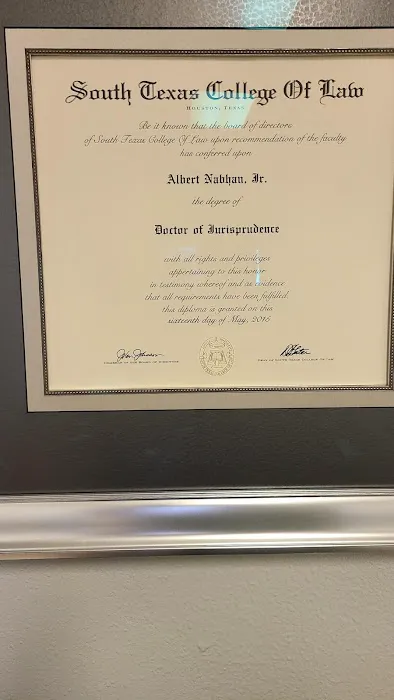 South Texas College Of Law
Houston, Texas
Be it known that the board of directors
of South Texas College Of Law upon recommendation of the faculty
has conferred upon
Albert Nabhan, Jr.
the degree of
Doctor of Jurisprudence
with all rights and privileges
appertaining to this honor
in testimony whereof and as evidence
that all requirements have been fulfilled
this diploma is granted on this
sixteenth day of May, 2015